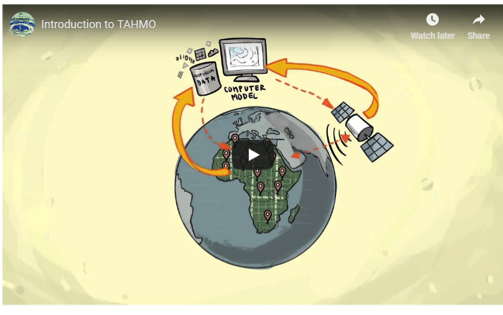 Introduction to TAHMO
Watch later
Share
DATA
COMPUTER
MODEL